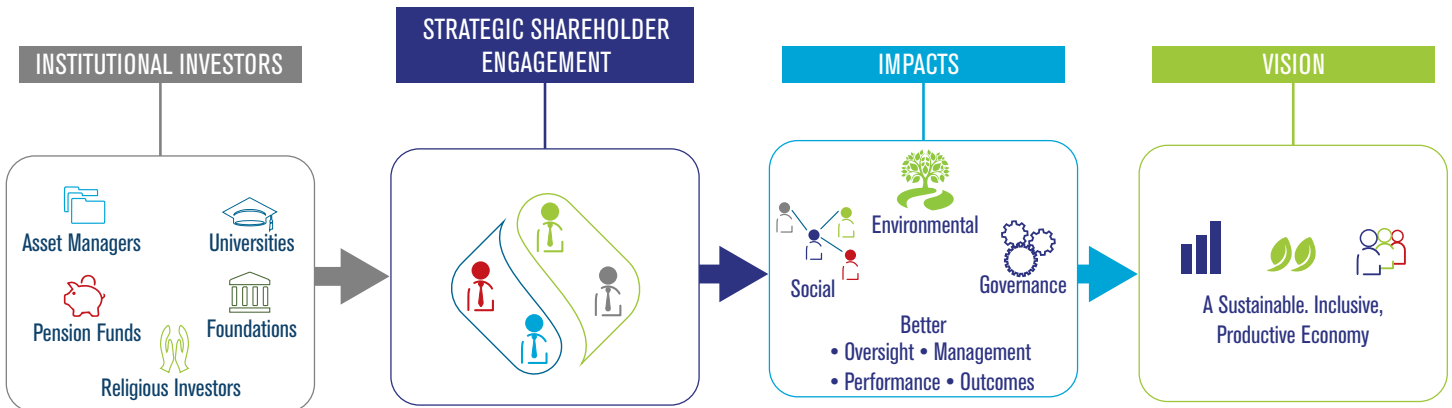 INSTITUTIONAL INVESTORS
Asset Managers
Universities
Pension Funds
Foundations
Religious Investors
STRATEGIC SHAREHOLDER
ENGAGEMENT
IMPACTS
Environmental
Social
Governance
Better
• Oversight • Management
• Performance • Outcomes
VISION
A Sustainable. Inclusive,
Productive Economy